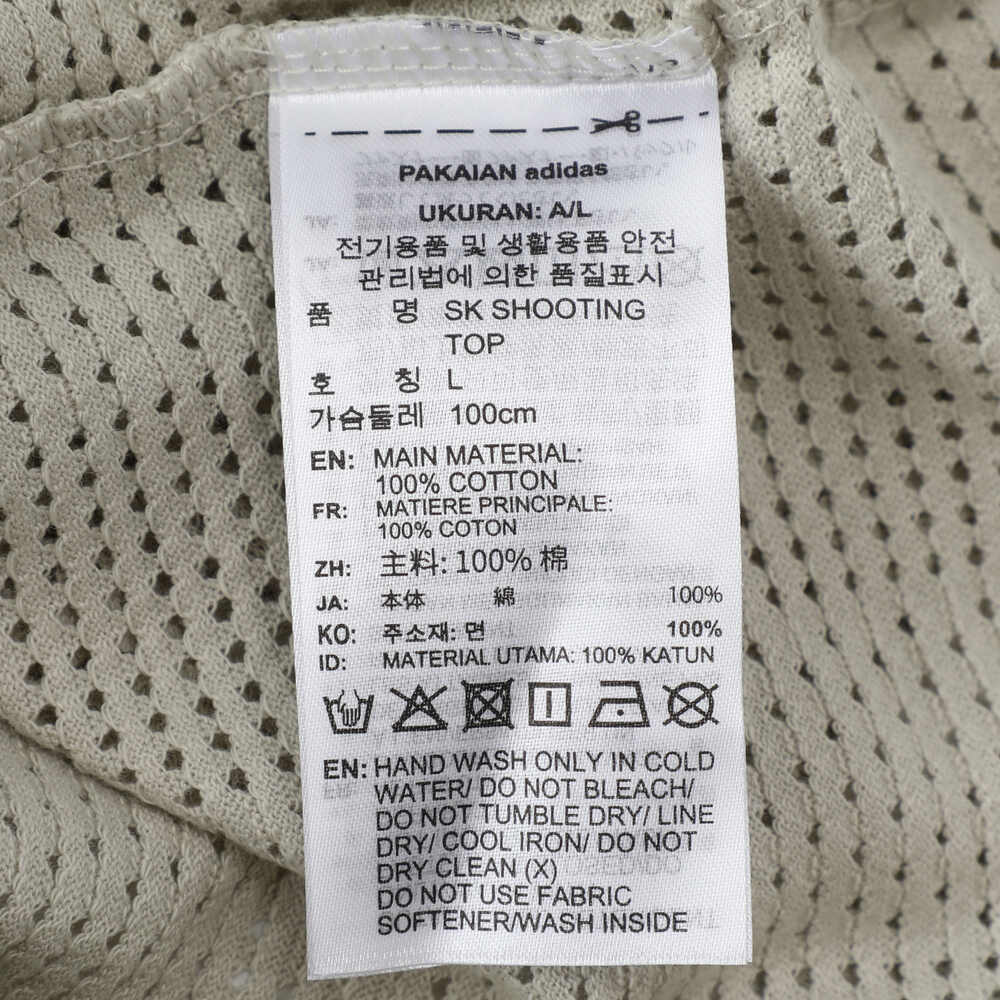 PAKAIAN adidas
UKURAN: A/L
전기용품 및 생활용품 안전
관리법에 의한 품질표시
품 명 SK SHOOTING
TOP
호 칭 L
가슴둘레 100cm
EN: MAIN MATERIAL:
100% COTTON
FR: MATIERE PRINCIPALE:
100% COTON
ZH: 主料: 100% 棉
JA: 本体 綿 100%
KO: 주소재: 면 100%
ID: MATERIAL UTAMA: 100% KATUN
EN: HAND WASH ONLY IN COLD
WATER/ DO NOT BLEACH/
DO NOT TUMBLE DRY/ LINE
DRY/ COOL IRON/ DO NOT
DRY CLEAN (X)
DO NOT USE FABRIC
SOFTENER/WASH INSIDE